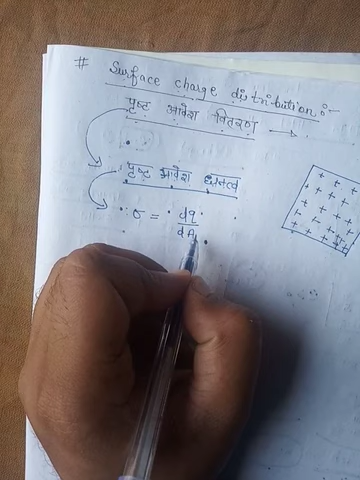 # Surface charge distribution :-
पृष्ठ आवेश वितरण →
पृष्ठ आवेश घनत्व
σ = dq/dA